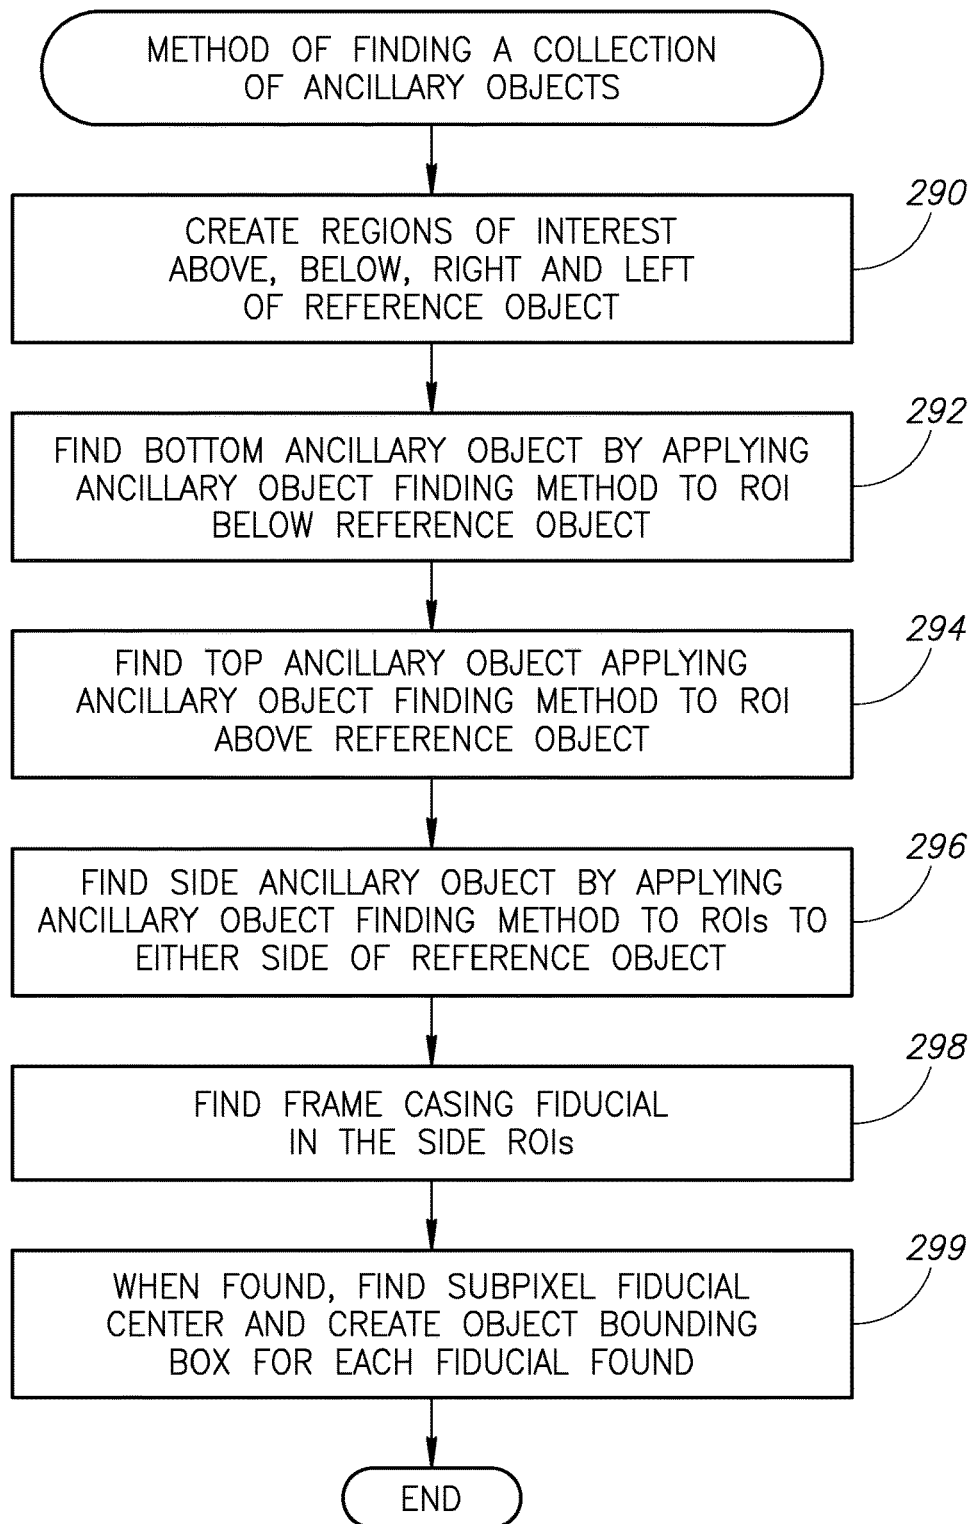 METHOD OF FINDING A COLLECTION
OF ANCILLARY OBJECTS
290
CREATE REGIONS OF INTEREST
ABOVE, BELOW, RIGHT AND LEFT
OF REFERENCE OBJECT
292
FIND BOTTOM ANCILLARY OBJECT BY APPLYING
ANCILLARY OBJECT FINDING METHOD TO ROI
BELOW REFERENCE OBJECT
294
FIND TOP ANCILLARY OBJECT APPLYING
ANCILLARY OBJECT FINDING METHOD TO ROI
ABOVE REFERENCE OBJECT
296
FIND SIDE ANCILLARY OBJECT BY APPLYING
ANCILLARY OBJECT FINDING METHOD TO ROIs TO
EITHER SIDE OF REFERENCE OBJECT
298
FIND FRAME CASING FIDUCIAL
IN THE SIDE ROIs
299
WHEN FOUND, FIND SUBPIXEL FIDUCIAL
CENTER AND CREATE OBJECT BOUNDING
BOX FOR EACH FIDUCIAL FOUND
END